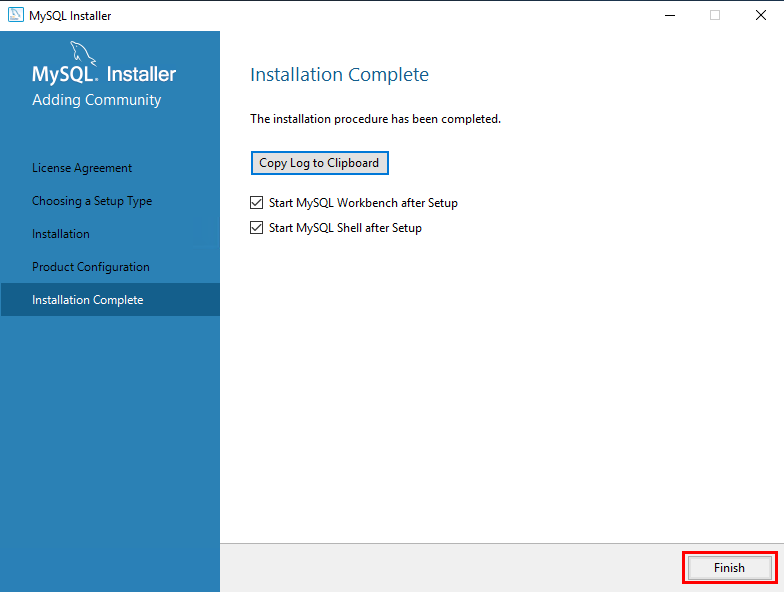 MySQL Installer
MySQL. Installer
Adding Community
License Agreement
Choosing a Setup Type
Installation
Product Configuration
Installation Complete
Installation Complete
The installation procedure has been completed.
Copy Log to Clipboard
Start MySQL Workbench after Setup
Start MySQL Shell after Setup
Finish